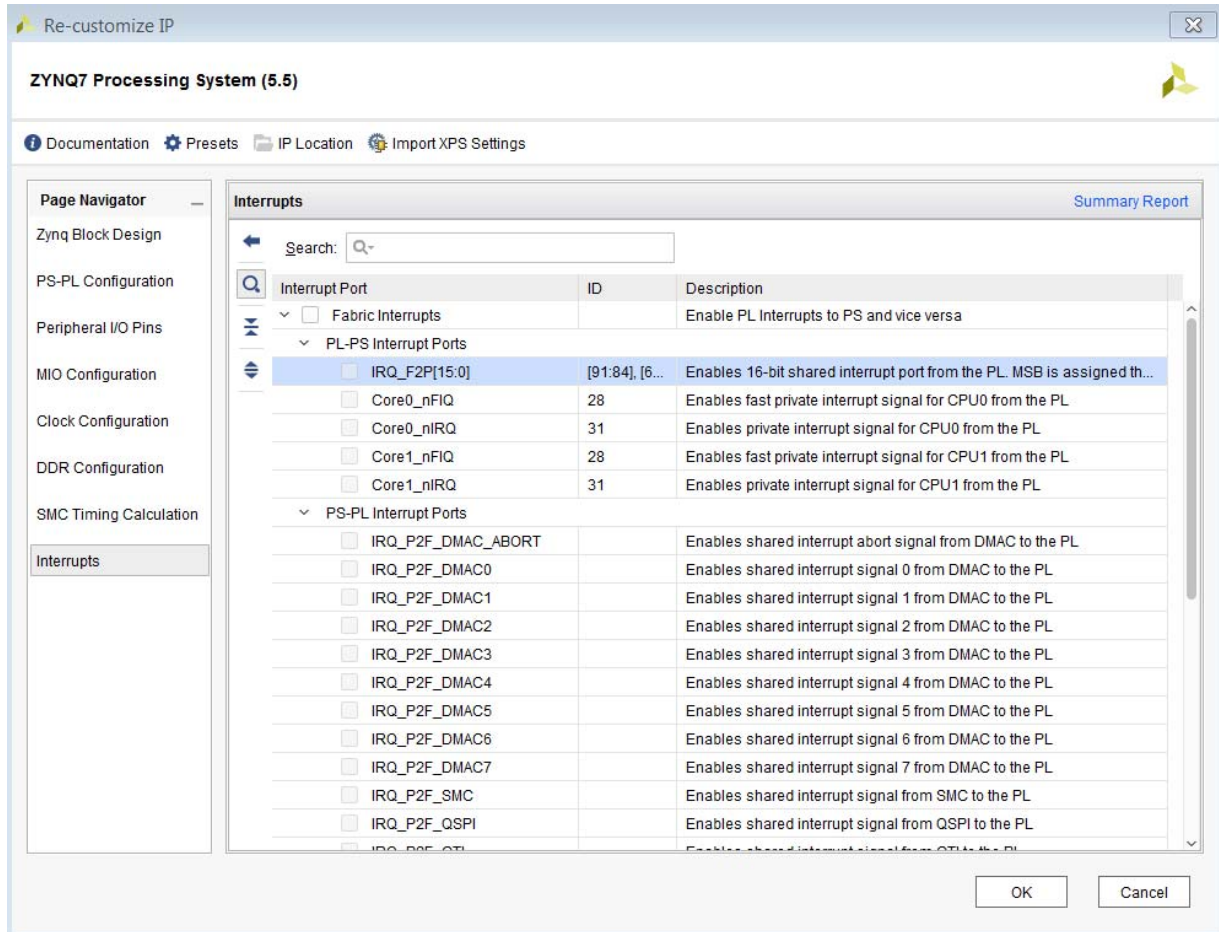 Re-customize IP
ZYNQ7 Processing System (5.5)
Documentation Presets IP Location Import XPS Settings
Page Navigator
Zynq Block Design
PS-PL Configuration
Peripheral I/O Pins
MIO Configuration
Clock Configuration
DDR Configuration
SMC Timing Calculation
Interrupts
Interrupts Summary Report
Search:
Interrupt Port ID Description
Fabric Interrupts Enable PL Interrupts to PS and vice versa
PL-PS Interrupt Ports
IRQ_F2P[15:0] [91:84], [6... Enables 16-bit shared interrupt port from the PL. MSB is assigned th...
Core0_nFIQ 28 Enables fast private interrupt signal for CPU0 from the PL
Core0_nIRQ 31 Enables private interrupt signal for CPU0 from the PL
Core1_nFIQ 28 Enables fast private interrupt signal for CPU1 from the PL
Core1_nIRQ 31 Enables private interrupt signal for CPU1 from the PL
PS-PL Interrupt Ports
IRQ_P2F_DMAC_ABORT Enables shared interrupt abort signal from DMAC to the PL
IRQ_P2F_DMAC0 Enables shared interrupt signal 0 from DMAC to the PL
IRQ_P2F_DMAC1 Enables shared interrupt signal 1 from DMAC to the PL
IRQ_P2F_DMAC2 Enables shared interrupt signal 2 from DMAC to the PL
IRQ_P2F_DMAC3 Enables shared interrupt signal 3 from DMAC to the PL
IRQ_P2F_DMAC4 Enables shared interrupt signal 4 from DMAC to the PL
IRQ_P2F_DMAC5 Enables shared interrupt signal 5 from DMAC to the PL
IRQ_P2F_DMAC6 Enables shared interrupt signal 6 from DMAC to the PL
IRQ_P2F_DMAC7 Enables shared interrupt signal 7 from DMAC to the PL
IRQ_P2F_SMC Enables shared interrupt signal from SMC to the PL
IRQ_P2F_QSPI Enables shared interrupt signal from QSPI to the PL
OK Cancel